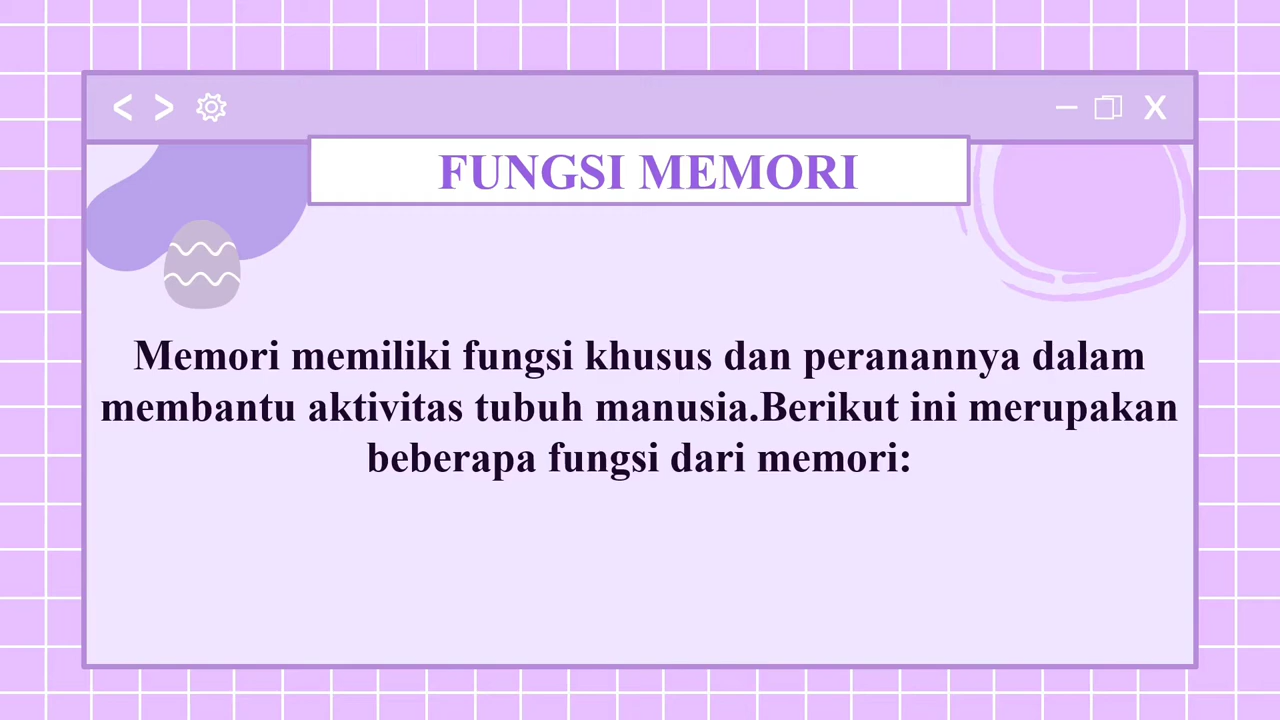 FUNGSI MEMORI
Memori memiliki fungsi khusus dan peranannya dalam
membantu aktivitas tubuh manusia.Berikut ini merupakan
beberapa fungsi dari memori: